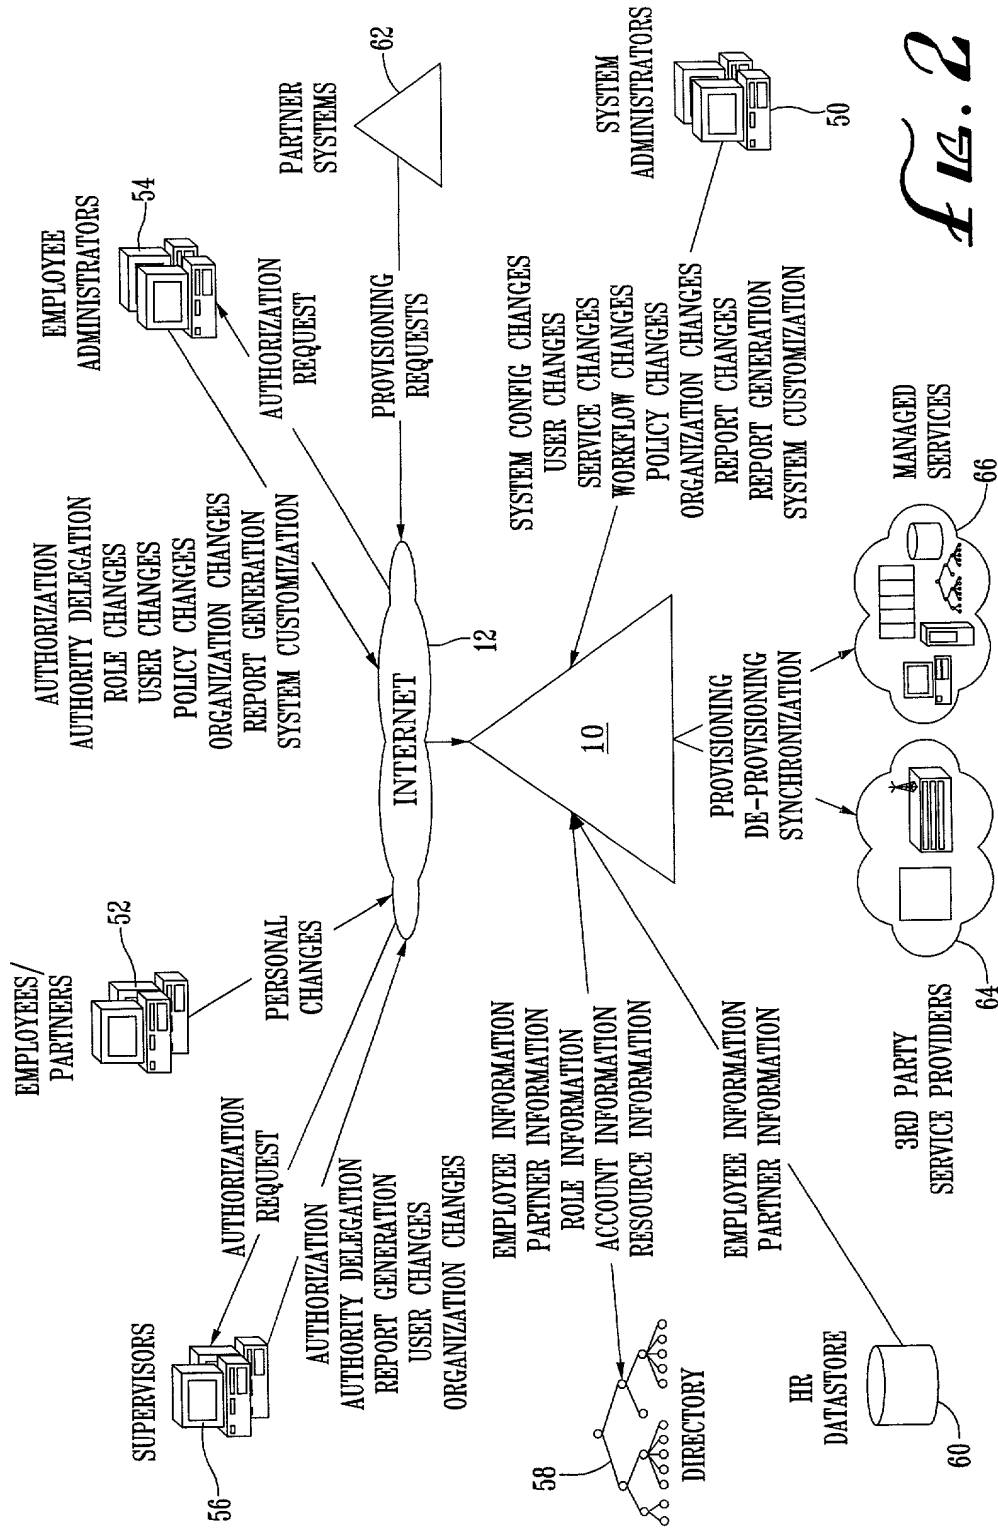 EMPLOYEES/
PARTNERS
52
SUPERVISORS
56
AUTHORIZATION
REQUEST
AUTHORIZATION
AUTHORITY DELEGATION
REPORT GENERATION
USER CHANGES
ORGANIZATION CHANGES
PERSONAL
CHANGES
AUTHORIZATION
AUTHORITY DELEGATION
ROLE CHANGES
USER CHANGES
POLICY CHANGES
ORGANIZATION CHANGES
REPORT GENERATION
SYSTEM CUSTOMIZATION
EMPLOYEE
ADMINISTRATORS
54
AUTHORIZATION
REQUEST
PARTNER
SYSTEMS
62
PROVISIONING
REQUESTS
INTERNET
12
EMPLOYEE INFORMATION
PARTNER INFORMATION
ROLE INFORMATION
ACCOUNT INFORMATION
RESOURCE INFORMATION
58
DIRECTORY
10
SYSTEM CONFIG CHANGES
USER CHANGES
SERVICE CHANGES
WORKFLOW CHANGES
POLICY CHANGES
ORGANIZATION CHANGES
REPORT CHANGES
REPORT GENERATION
SYSTEM CUSTOMIZATION
SYSTEM
ADMINISTRATORS
50
EMPLOYEE INFORMATION
PARTNER INFORMATION
HR
DATASTORE
60
PROVISIONING
DE-PROVISIONING
SYNCHRONIZATION
3RD PARTY
SERVICE PROVIDERS
64
MANAGED
SERVICES
66
FIG. 2